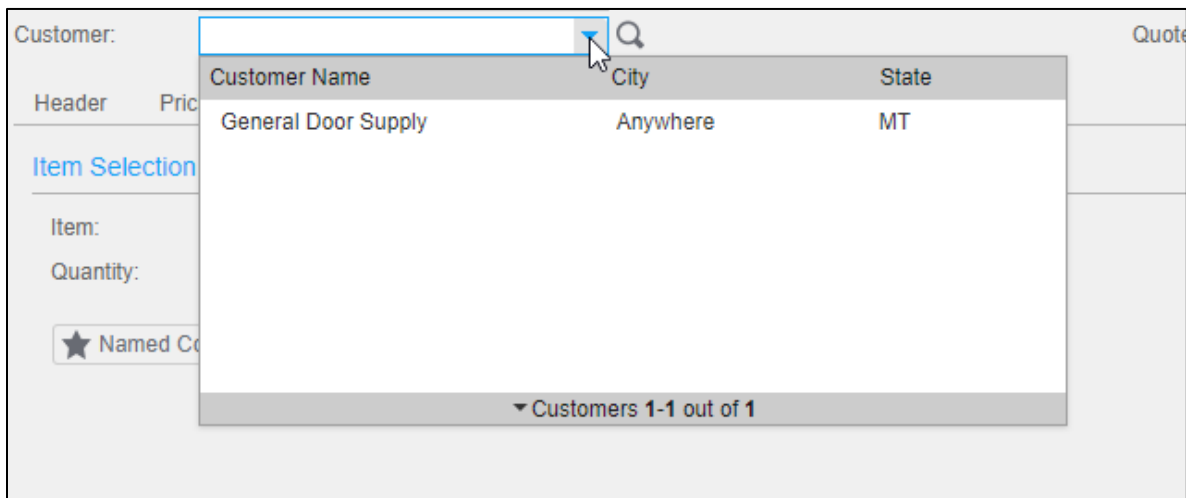 Customer:
Quote
Customer Name City State
Header Pric
General Door Supply Anywhere MT
Item Selection
Item:
Quantity:
Named Co
Customers 1-1 out of 1